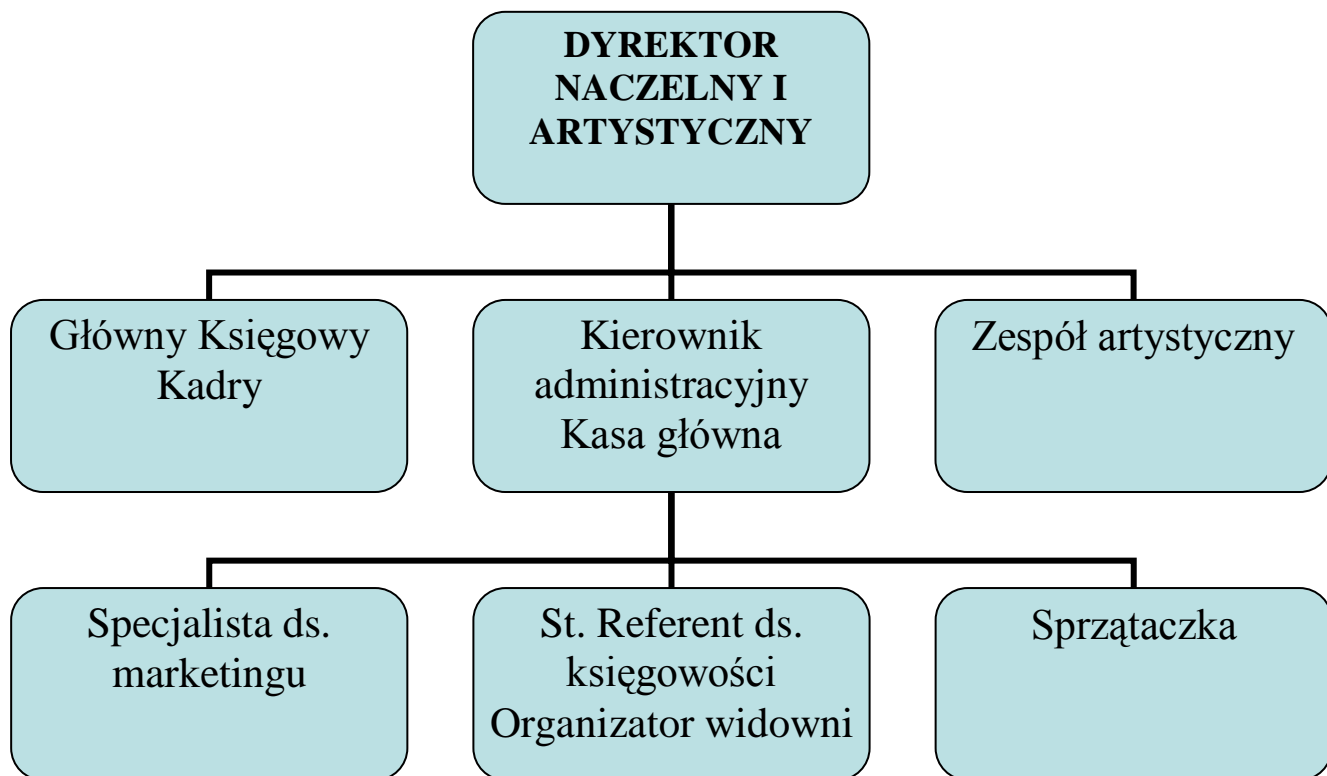 DYREKTOR
NACZELNY I
ARTYSTYCZNY
Główny Księgowy
Kadry
Kierownik
administracyjny
Kasa główna
Zespół artystyczny
Specjalista ds.
marketingu
St. Referent ds.
księgowości
Organizator widowni
Sprzątaczka